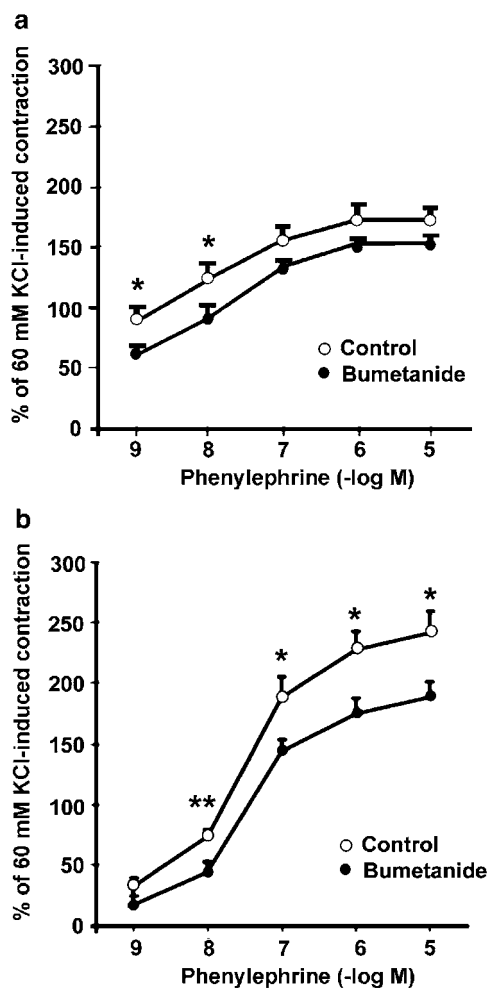 a
% of 60 mM KCl-induced contraction
300
250
200
150
100
50
0
*
*
Control
Bumetanide
9 8 7 6 5
Phenylephrine (-log M)
b
% of 60 mM KCl-induced contraction
300
250
200
150
100
50
0
**
*
*
*
Control
Bumetanide
9 8 7 6 5
Phenylephrine (-log M)